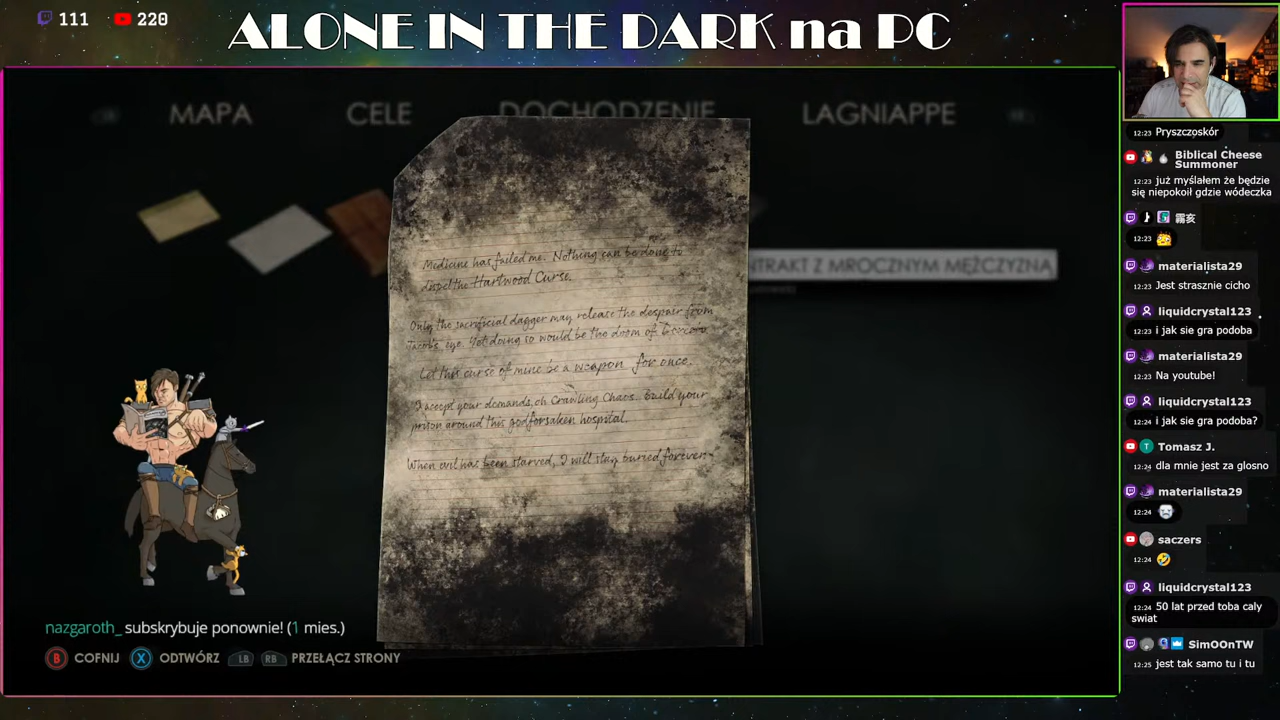 111 220
ALONE IN THE DARK na PC
MAPA CELE DOCHODZENIE LAGNIAPPE
NTRAKT Z MROCZNYM MĘŻCZYZNĄ
Medicine has failed me. Nothing can be done to
dispel the Hartwood Curse.
Only the sacrificial dagger may release the despair from
Jacob's eye. Yet doing so would be the doom of
Let this curse of mine be a weapon for once.
I accept your demands, oh Crawling Chaos. Build your
prison around this godforsaken hospital.
When evil has been starved, I will stay buried forever.
nazgaroth_ subskrybuje ponownie! (1 mies.)
B COFNIJ X ODTWÓRZ LB RB PRZEŁĄCZ STRONY
12:23 Pryszczoskór
Biblical Cheese
Summoner
12:23 już myślałem że będzie
się niepokoił gdzie wódeczka
霧亥
12:23
materialista29
12:23 Jest strasznie cicho
liquidcrystal123
12:23 i jak sie gra podoba
materialista29
12:23 Na youtube!
liquidcrystal123
12:24 i jak sie gra podoba?
T Tomasz J.
12:24 dla mnie jest za glosno
materialista29
12:24
saczers
12:24
liquidcrystal123
12:24 50 lat przed toba caly
swiat
SimOOnTW
12:25 jest tak samo tu i tu